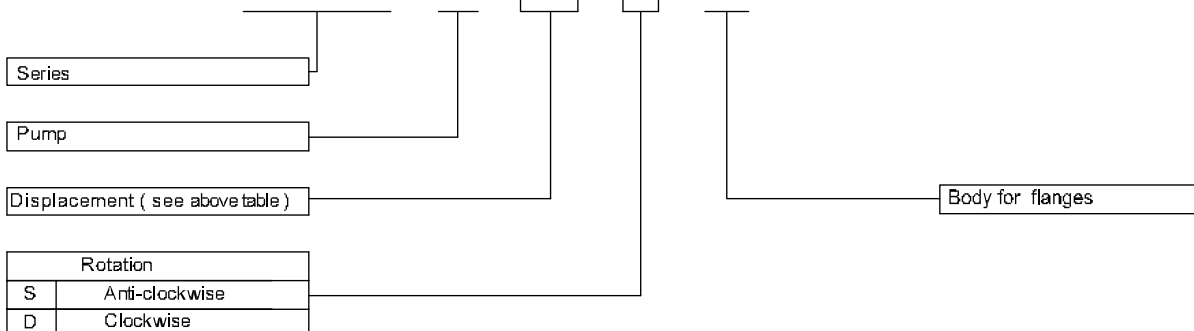 Series
Pump
Displacement ( see above table )
Body for flanges
Rotation
S Anti-clockwise
D Clockwise